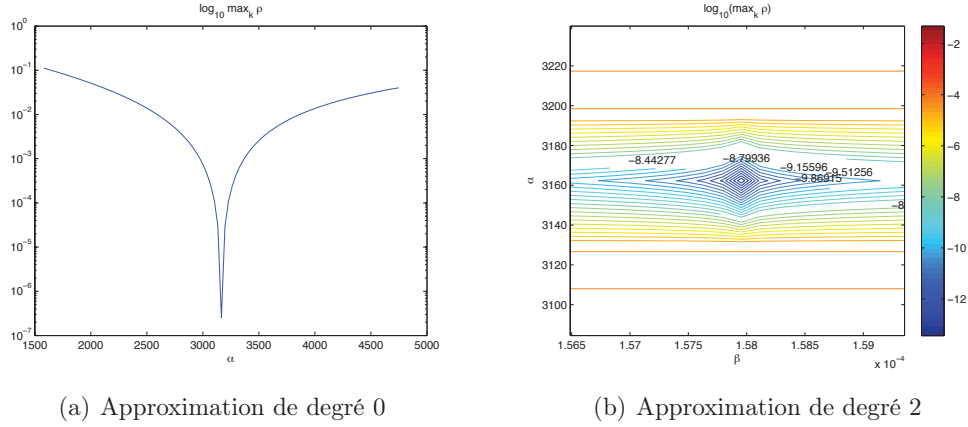 log10 maxk ρ
10^0
10^-1
10^-2
10^-3
10^-4
10^-5
10^-6
10^-7
1500 2000 2500 3000 3500 4000 4500 5000
α
(a) Approximation de degré 0
log10(maxk ρ)
3220
3200
3180
3160
3140
3120
3100
α
−8.44277
−8.79936
−9.15596
−9.51256
−9.86915
−8
1.565 1.57 1.575 1.58 1.585 1.59
β
x 10^-4
−2
−4
−6
−8
−10
−12
(b) Approximation de degré 2